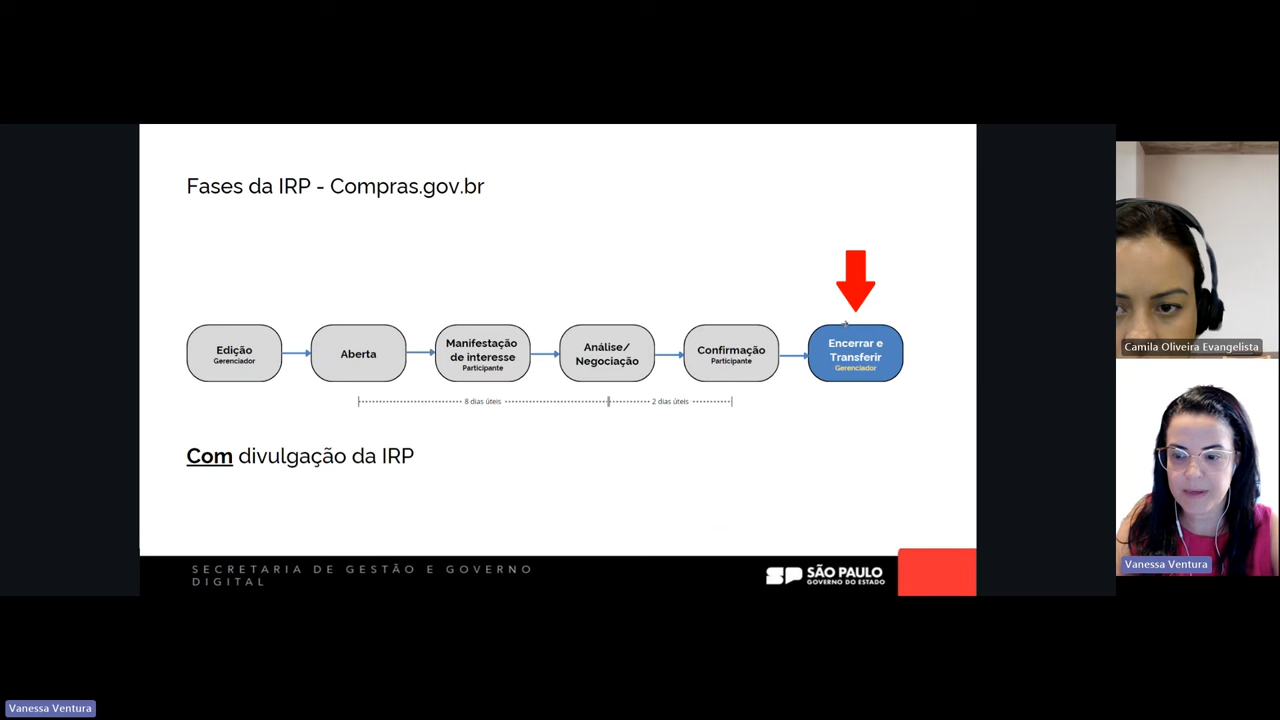 Fases da IRP - Compras.gov.br
Edição
Gerenciador
Aberta
Manifestação
de interesse
Participante
Análise/
Negociação
Confirmação
Participante
Encerrar e
Transferir
Gerenciador
8 dias úteis
2 dias úteis
Com divulgação da IRP
SECRETARIA DE GESTÃO E GOVERNO
DIGITAL
SP SÃO PAULO
GOVERNO DO ESTADO
Camila Oliveira Evangelista
Vanessa Ventura
Vanessa Ventura